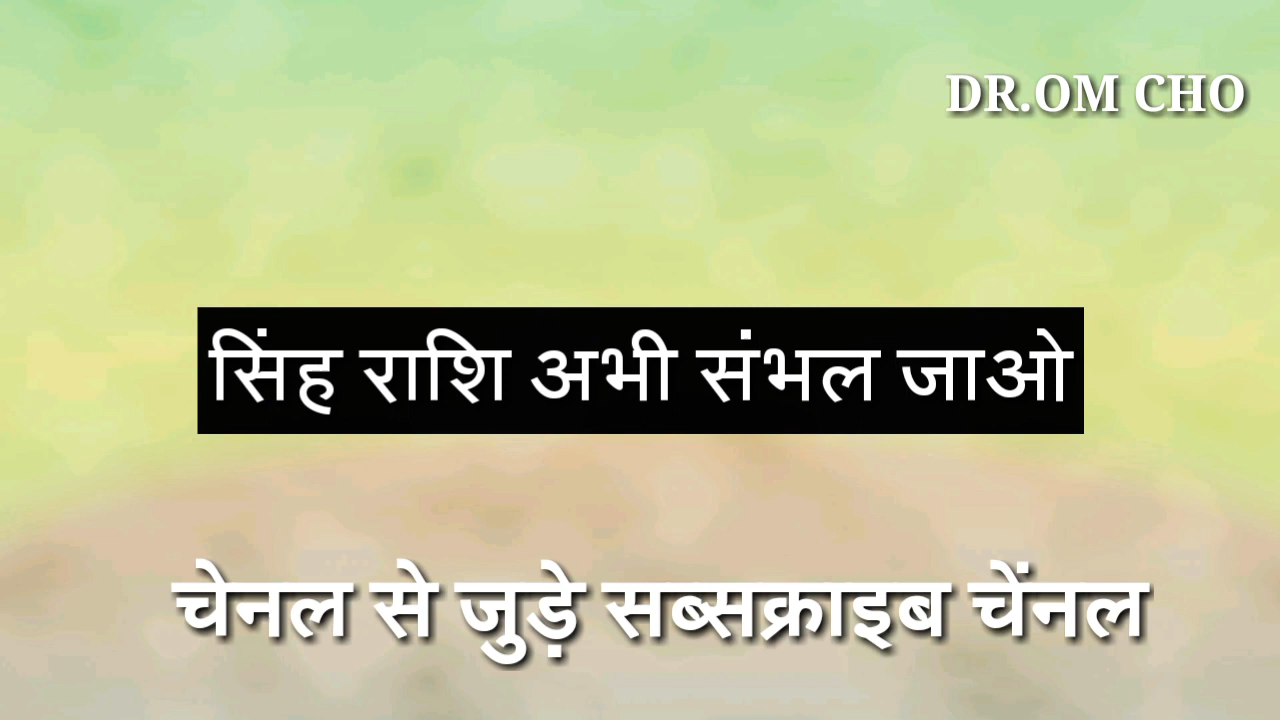 DR.OM CHO
सिंह राशि अभी संभल जाओ
चेनल से जुड़े सब्सक्राइब चेंनल